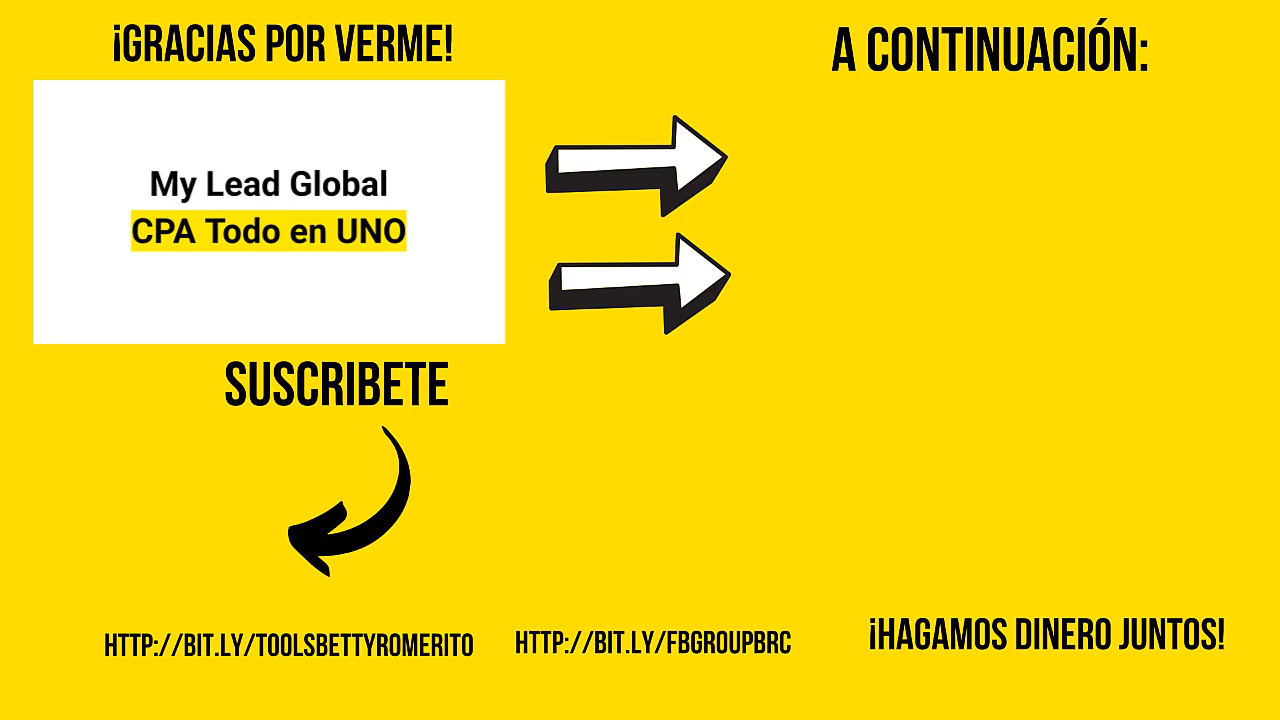 ¡GRACIAS POR VERME!
My Lead Global
CPA Todo en UNO
SUSCRIBETE
HTTP://BIT.LY/TOOLSBETTYROMERITO
HTTP://BIT.LY/FBGROUPBRC
A CONTINUACIÓN:
¡HAGAMOS DINERO JUNTOS!